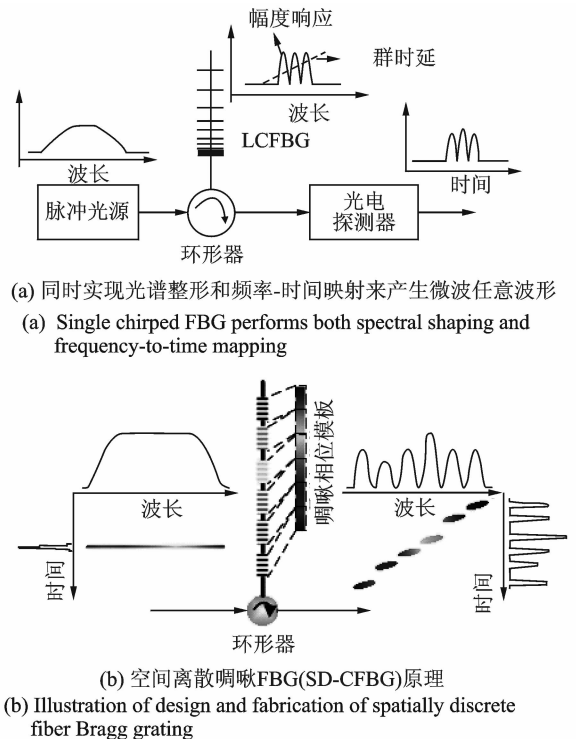 幅度响应
群时延
波长
LCFBG
波长
时间
脉冲光源
光电
探测器
环形器
(a) 同时实现光谱整形和频率-时间映射来产生微波任意波形
(a) Single chirped FBG performs both spectral shaping and
frequency-to-time mapping
啁啾相位模板
波长
波长
时间
时间
环形器
(b) 空间离散啁啾FBG(SD-CFBG)原理
(b) Illustration of design and fabrication of spatially discrete
fiber Bragg grating